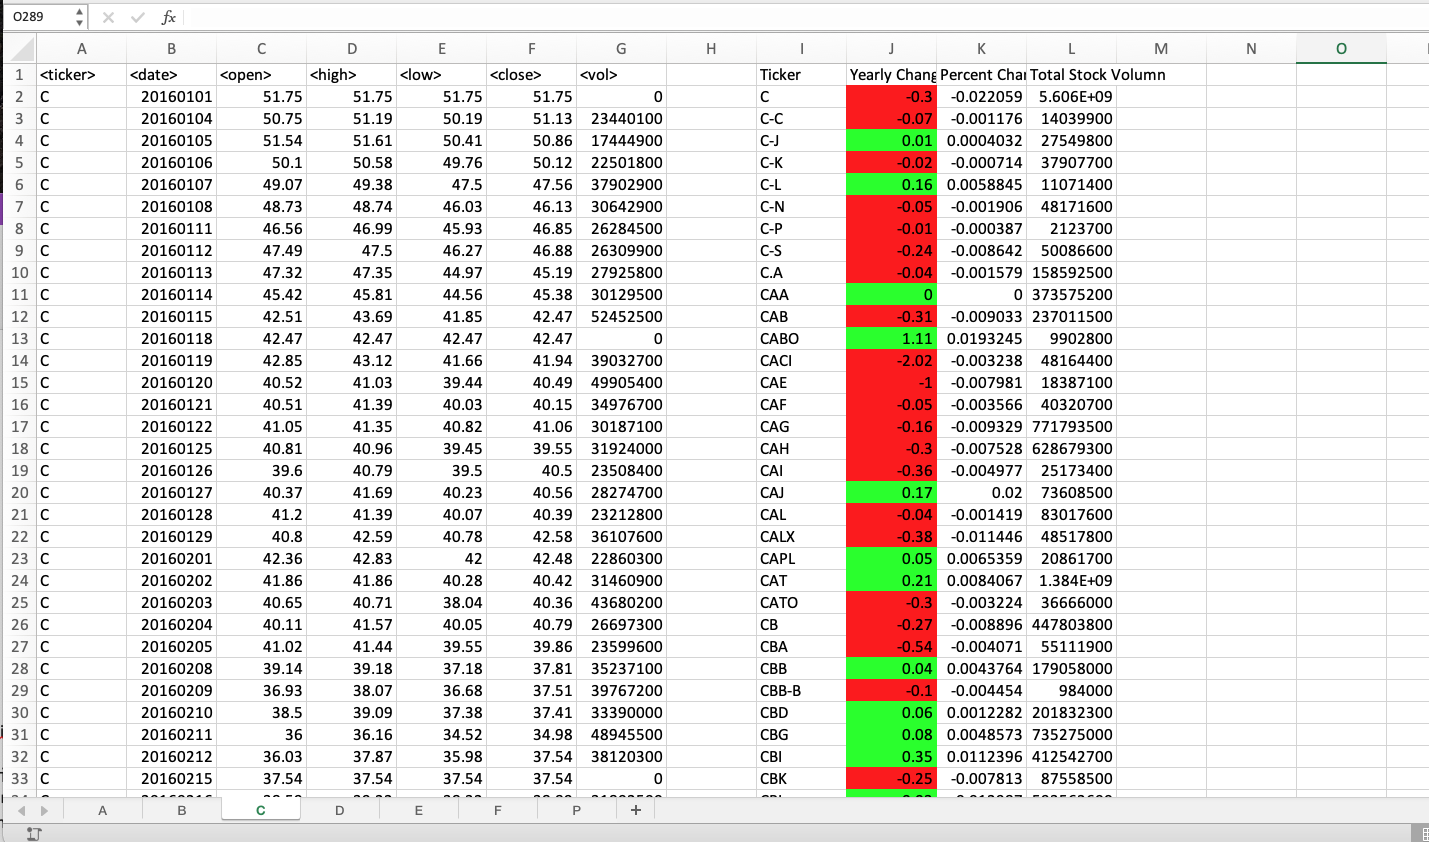 O289 fx
A B C D E F G H I J K L M N O
1 <ticker> <date> <open> <high> <low> <close> <vol> Ticker Yearly Chang Percent Char Total Stock Volumn
2 C 20160101 51.75 51.75 51.75 51.75 0 C -0.3 -0.022059 5.606E+09
3 C 20160104 50.75 51.19 50.19 51.13 23440100 C-C -0.07 -0.001176 14039900
4 C 20160105 51.54 51.61 50.41 50.86 17444900 C-J 0.01 0.0004032 27549800
5 C 20160106 50.1 50.58 49.76 50.12 22501800 C-K -0.02 -0.000714 37907700
6 C 20160107 49.07 49.38 47.5 47.56 37902900 C-L 0.16 0.0058845 11071400
7 C 20160108 48.73 48.74 46.03 46.13 30642900 C-N -0.05 -0.001906 48171600
8 C 20160111 46.56 46.99 45.93 46.85 26284500 C-P -0.01 -0.000387 2123700
9 C 20160112 47.49 47.5 46.27 46.88 26309900 C-S -0.24 -0.008642 50086600
10 C 20160113 47.32 47.35 44.97 45.19 27925800 C.A -0.04 -0.001579 158592500
11 C 20160114 45.42 45.81 44.56 45.38 30129500 CAA 0 0 373575200
12 C 20160115 42.51 43.69 41.85 42.47 52452500 CAB -0.31 -0.009033 237011500
13 C 20160118 42.47 42.47 42.47 42.47 0 CABO 1.11 0.0193245 9902800
14 C 20160119 42.85 43.12 41.66 41.94 39032700 CACI -2.02 -0.003238 48164400
15 C 20160120 40.52 41.03 39.44 40.49 49905400 CAE -1 -0.007981 18387100
16 C 20160121 40.51 41.39 40.03 40.15 34976700 CAF -0.05 -0.003566 40320700
17 C 20160122 41.05 41.35 40.82 41.06 30187100 CAG -0.16 -0.009329 771793500
18 C 20160125 40.81 40.96 39.45 39.55 31924000 CAH -0.3 -0.007528 628679300
19 C 20160126 39.6 40.79 39.5 40.5 23508400 CAI -0.36 -0.004977 25173400
20 C 20160127 40.37 41.69 40.23 40.56 28274700 CAJ 0.17 0.02 73608500
21 C 20160128 41.2 41.39 40.07 40.39 23212800 CAL -0.04 -0.001419 83017600
22 C 20160129 40.8 42.59 40.78 42.58 36107600 CALX -0.38 -0.011446 48517800
23 C 20160201 42.36 42.83 42 42.48 22860300 CAPL 0.05 0.0065359 20861700
24 C 20160202 41.86 41.86 40.28 40.42 31460900 CAT 0.21 0.0084067 1.384E+09
25 C 20160203 40.65 40.71 38.04 40.36 43680200 CATO -0.3 -0.003224 36666000
26 C 20160204 40.11 41.57 40.05 40.79 26697300 CB -0.27 -0.008896 447803800
27 C 20160205 41.02 41.44 39.55 39.86 23599600 CBA -0.54 -0.004071 55111900
28 C 20160208 39.14 39.18 37.18 37.81 35237100 CBB 0.04 0.0043764 179058000
29 C 20160209 36.93 38.07 36.68 37.51 39767200 CBB-B -0.1 -0.004454 984000
30 C 20160210 38.5 39.09 37.38 37.41 33390000 CBD 0.06 0.0012282 201832300
31 C 20160211 36 36.16 34.52 34.98 48945500 CBG 0.08 0.0048573 735275000
32 C 20160212 36.03 37.87 35.98 37.54 38120300 CBI 0.35 0.0112396 412542700
33 C 20160215 37.54 37.54 37.54 37.54 0 CBK -0.25 -0.007813 87558500
A B C D E F P +